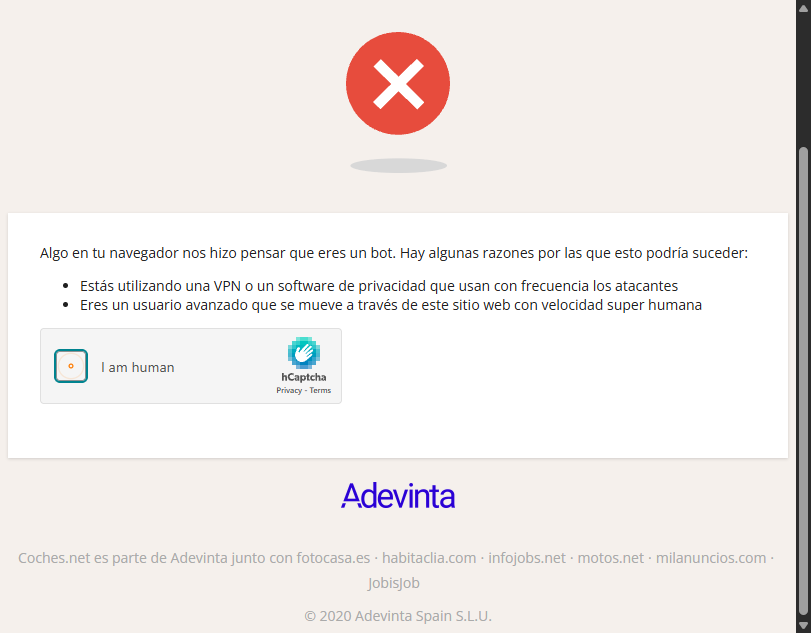 Algo en tu navegador nos hizo pensar que eres un bot. Hay algunas razones por las que esto podría suceder:
Estás utilizando una VPN o un software de privacidad que usan con frecuencia los atacantes
Eres un usuario avanzado que se mueve a través de este sitio web con velocidad super humana
I am human
hCaptcha
Privacy - Terms
Adevinta
Coches.net es parte de Adevinta junto con fotocasa.es · habitaclia.com · infojobs.net · motos.net · milanuncios.com ·
JobisJob
© 2020 Adevinta Spain S.L.U.